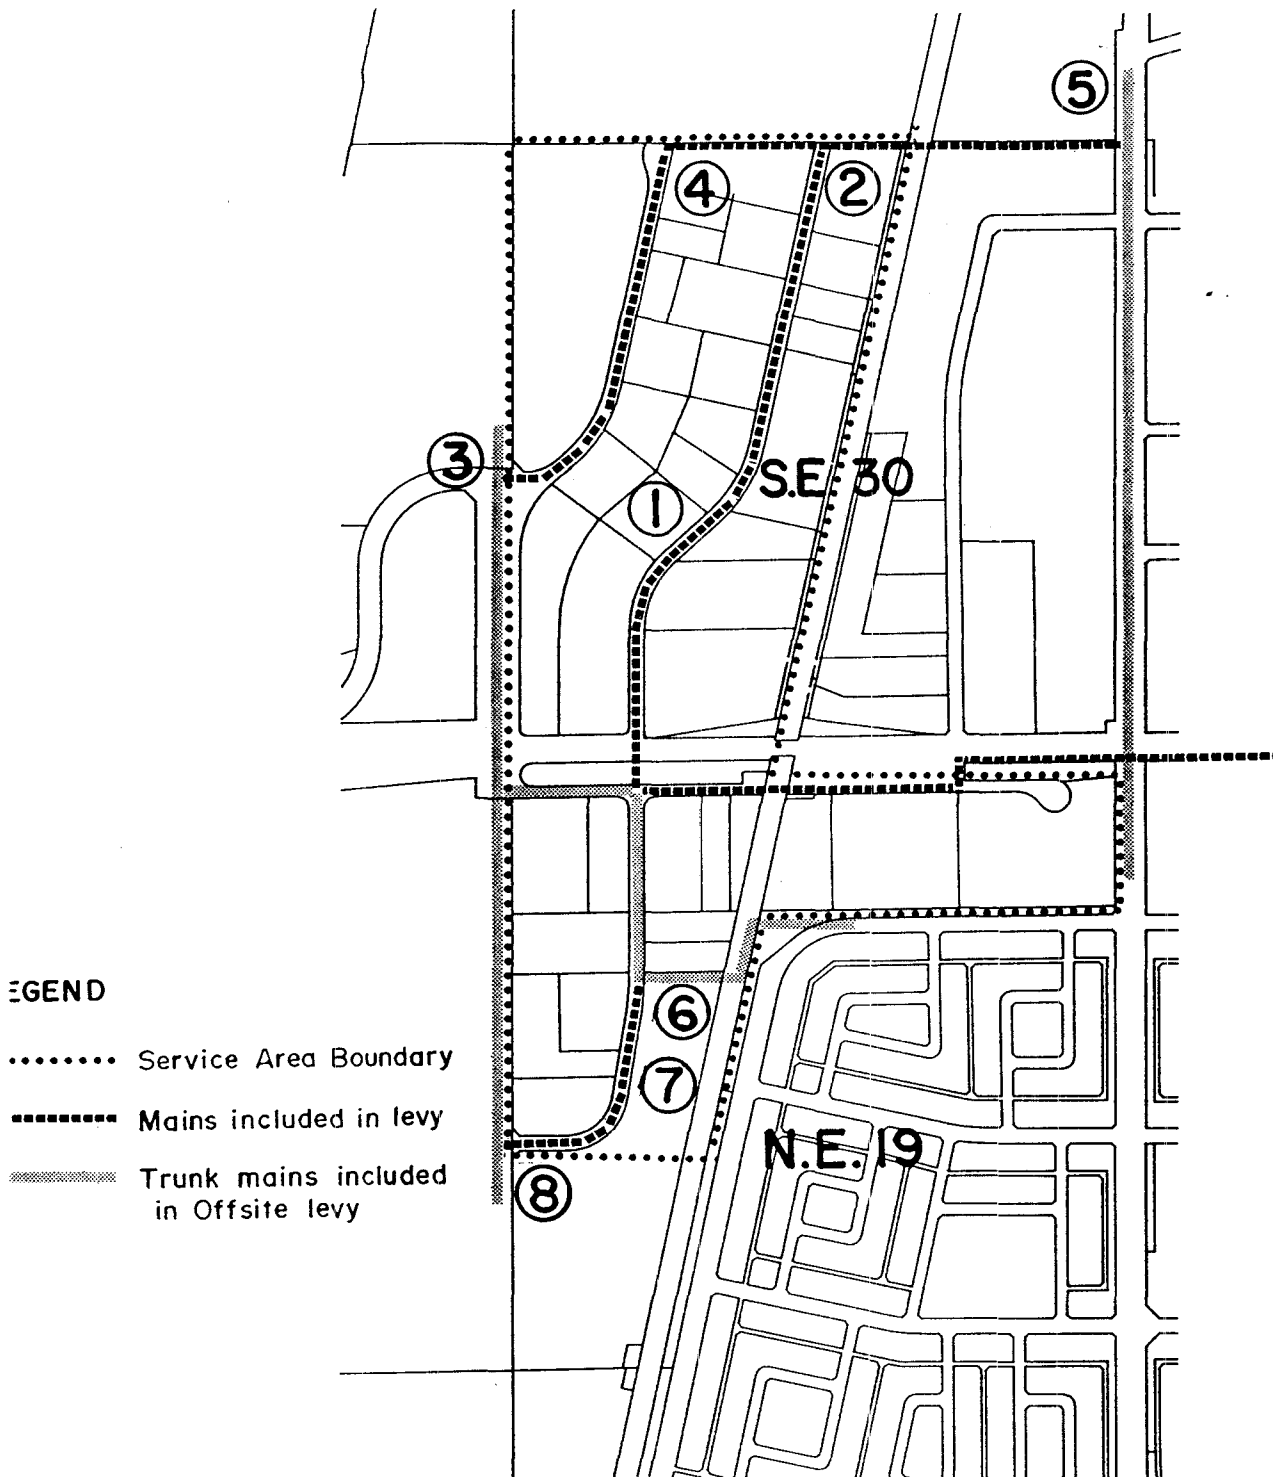 5
4
2
3
S.E 30
1
EGEND
6
Service Area Boundary
7
Mains included in levy
N.E. 19
Trunk mains included
in Offsite levy
8